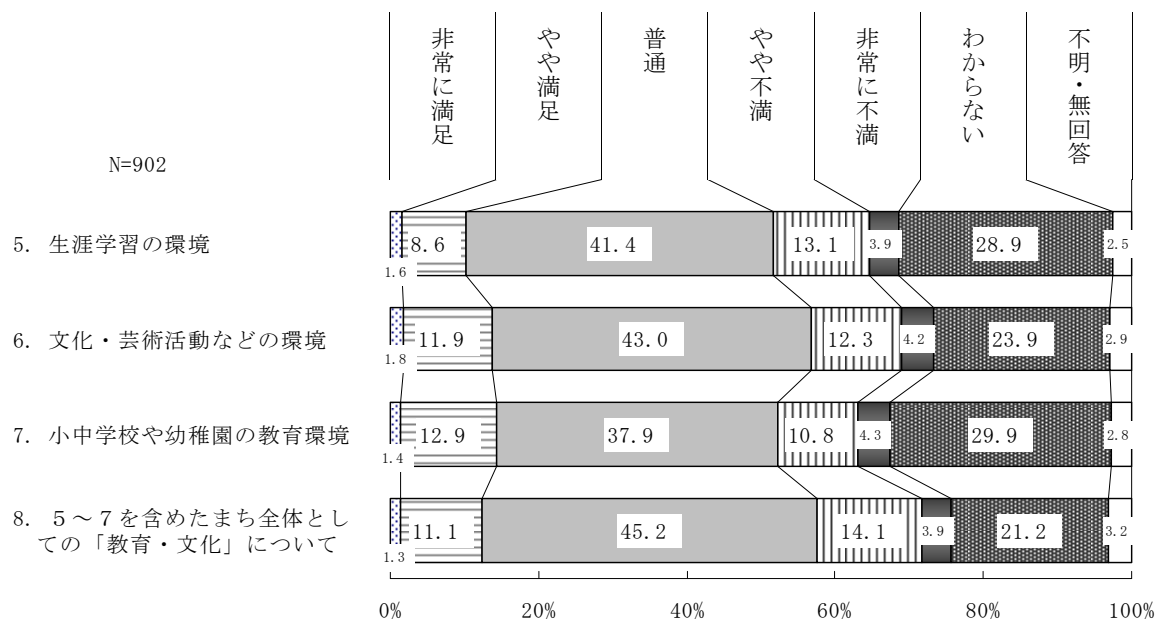 非常に満足
やや満足
普通
やや不満
非常に不満
わからない
不明・無回答
N=902
5. 生涯学習の環境
1.6
8.6
41.4
13.1
3.9
28.9
2.5
6. 文化・芸術活動などの環境
1.8
11.9
43.0
12.3
4.2
23.9
2.9
7. 小中学校や幼稚園の教育環境
1.4
12.9
37.9
10.8
4.3
29.9
2.8
8. 5～7を含めたまち全体とし
ての「教育・文化」について
1.3
11.1
45.2
14.1
3.9
21.2
3.2
0%
20%
40%
60%
80%
100%